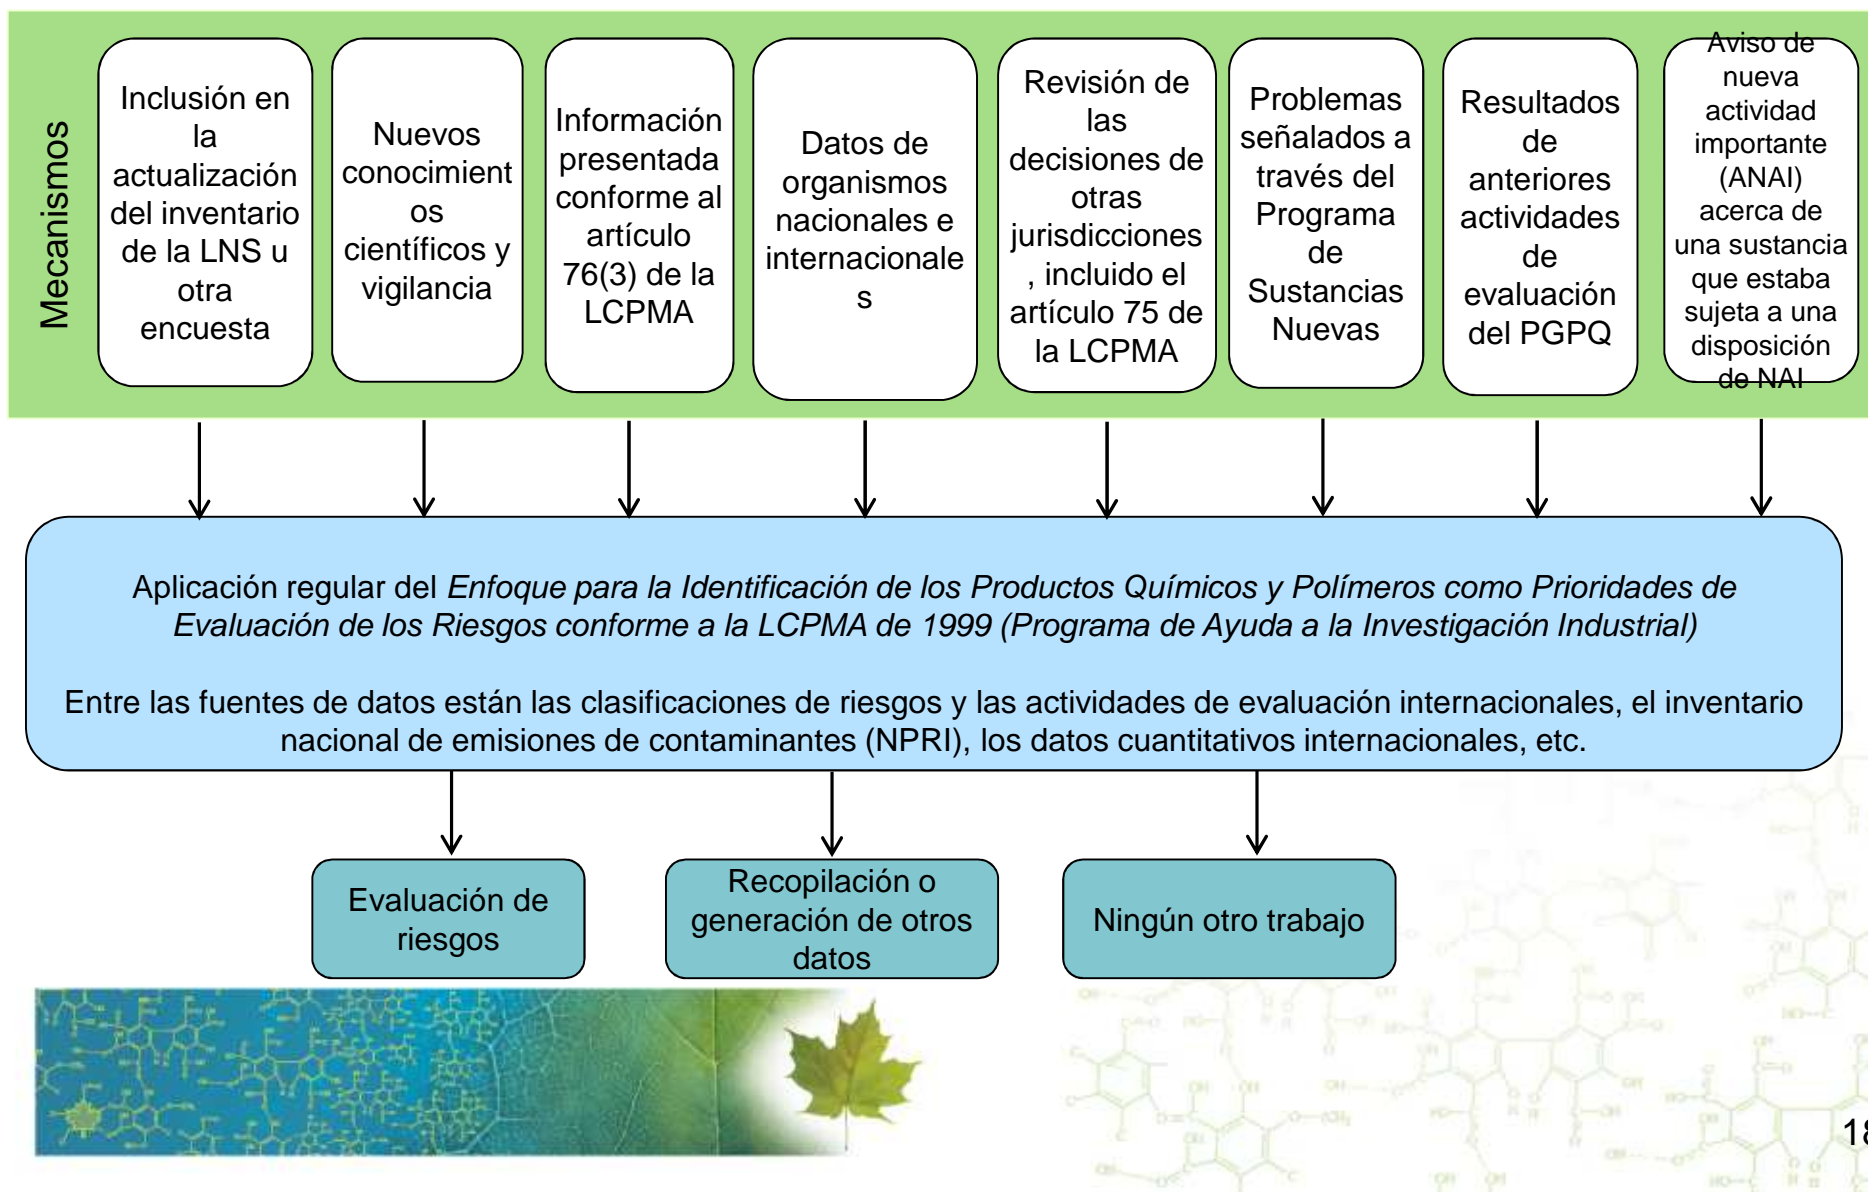 Mecanismos
Inclusión en
la
actualización
del inventario
de la LNS u
otra
encuesta
Nuevos
conocimient
os
científicos y
vigilancia
Información
presentada
conforme al
artículo
76(3) de la
LCPMA
Datos de
organismos
nacionales e
internacionale
s
Revisión de
las
decisiones de
otras
jurisdicciones
, incluido el
artículo 75 de
la LCPMA
Problemas
señalados a
través del
Programa
de
Sustancias
Nuevas
Resultados
de
anteriores
actividades
de
evaluación
del PGPQ
Aviso de
nueva
actividad
importante
(ANAI)
acerca de
una sustancia
que estaba
sujeta a una
disposición
de NAI
Aplicación regular del Enfoque para la Identificación de los Productos Químicos y Polímeros como Prioridades de
Evaluación de los Riesgos conforme a la LCPMA de 1999 (Programa de Ayuda a la Investigación Industrial)
Entre las fuentes de datos están las clasificaciones de riesgos y las actividades de evaluación internacionales, el inventario
nacional de emisiones de contaminantes (NPRI), los datos cuantitativos internacionales, etc.
Evaluación de
riesgos
Recopilación o
generación de otros
datos
Ningún otro trabajo
18